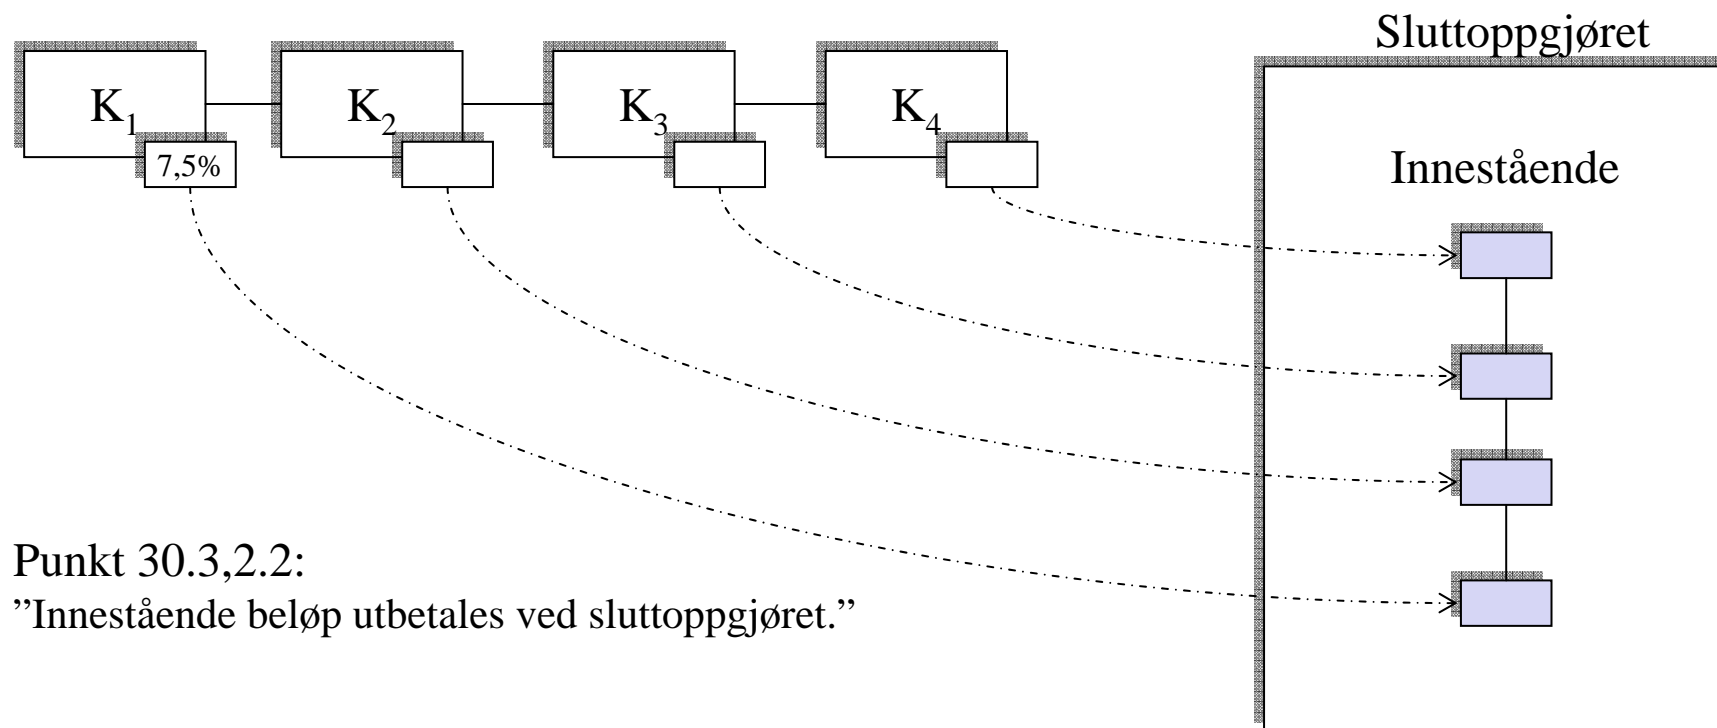 Sluttoppgjøret
K₁
K₂
K₃
K₄
7,5%
Innestående
Punkt 30.3,2.2:
”Innestående beløp utbetales ved sluttoppgjøret.”